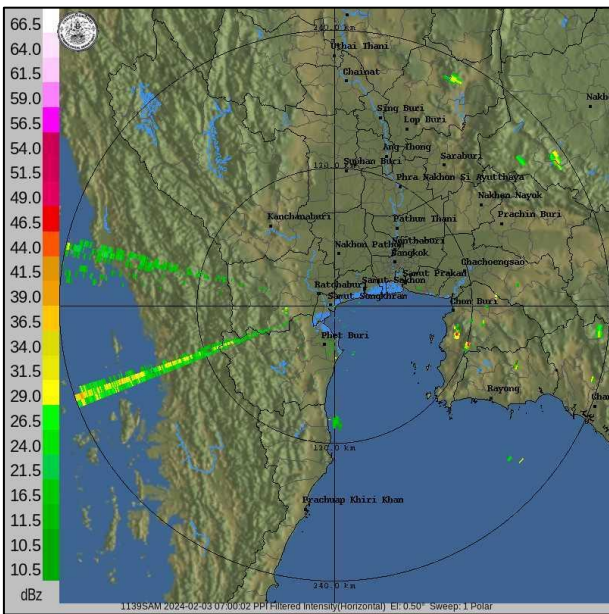 66.5
64.0
61.5
59.0
56.5
54.0
51.5
49.0
46.5
44.0
41.5
39.0
36.5
34.0
31.5
29.0
26.5
24.0
21.5
16.5
11.5
10.5
dBz
240.0 km
Uthai Thani
Chainat
Sing Buri
Lop Buri
Ang Thong
Saraburi
Suphan Buri
120.0 km
Phra Nakhon Si Ayutthaya
Nakhon Nayok
Prachin Buri
Kanchanaburi
Pathum Thani
Nonthaburi
Nakhon Pathom
Bangkok
Chachoengsao
Samut Prakan
Ratchaburi
Samut Sakhon
Samut Songkhram
Chon Buri
Phet Buri
Rayong
120.0 km
Prachuap Khiri Khan
240.0 km
1139SAM 2024-02-03 07:00:02 PPI Filtered Intensity(Horizontal) El: 0.50° Sweep: 1 Polar